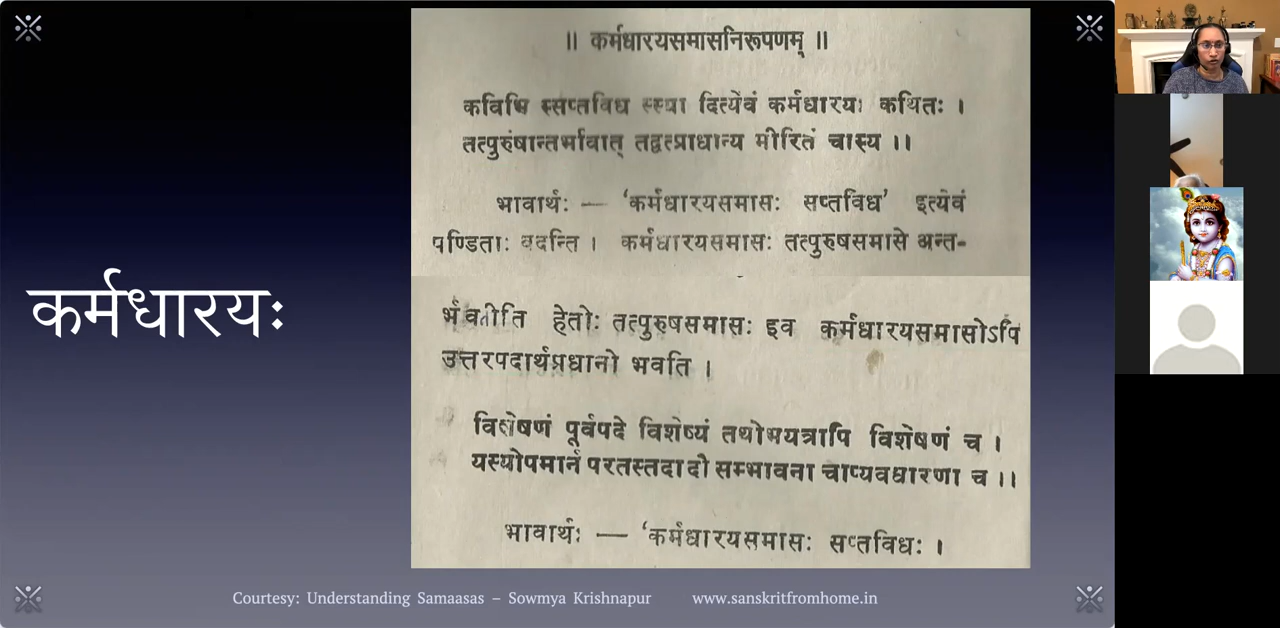 कर्मधारयः
॥ कर्मधारयसमासनिरूपणम् ॥
कविभि स्सप्तविध स्स्या दित्येवं कर्मधारयः कथितः ।
तत्पुरुषान्तर्भावात् तद्वत्प्राधान्य मीरितं चास्य ।।
भावार्थः — ‘कर्मधारयसमासः सप्तविध’ इत्येवं
पण्डिताः वदन्ति । कर्मधारयसमासः तत्पुरुषसमासे अन्त-
र्भवतीति हेतोः तत्पुरुषसमासः इव कर्मधारयसमासोऽपि
उत्तरपदार्थप्रधानो भवति ।
विशेषणं पूर्वपदे विशेष्यं तथोभयत्रापि विशेषणं च ।
यस्योपमानं परतस्तदादौ सम्भावना चाप्यवधारणा च ।।
भावार्थः — ‘कर्मधारयसमासः सप्तविधः ।
Courtesy: Understanding Samaasas – Sowmya Krishnapur www.sanskritfromhome.in